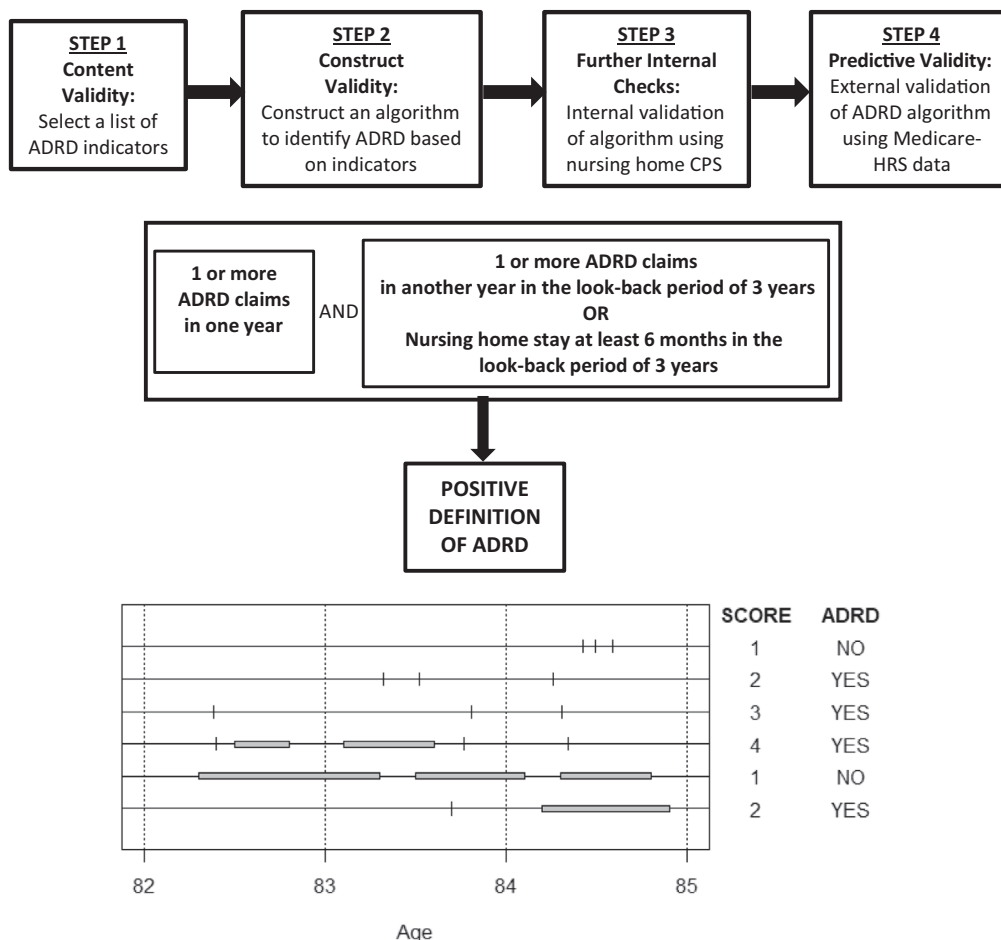 STEP 1
Content
Validity:
Select a list of
ADRD indicators
STEP 2
Construct
Validity:
Construct an algorithm
to identify ADRD based
on indicators
STEP 3
Further Internal
Checks:
Internal validation
of algorithm using
nursing home CPS
STEP 4
Predictive Validity:
External validation
of ADRD algorithm
using Medicare-
HRS data
1 or more
ADRD claims
in one year
AND
1 or more ADRD claims
in another year in the look-back period of 3 years
OR
Nursing home stay at least 6 months in the
look-back period of 3 years
POSITIVE
DEFINITION
OF ADRD
SCORE ADRD
1 NO
2 YES
3 YES
4 YES
1 NO
2 YES
82 83 84 85
Age